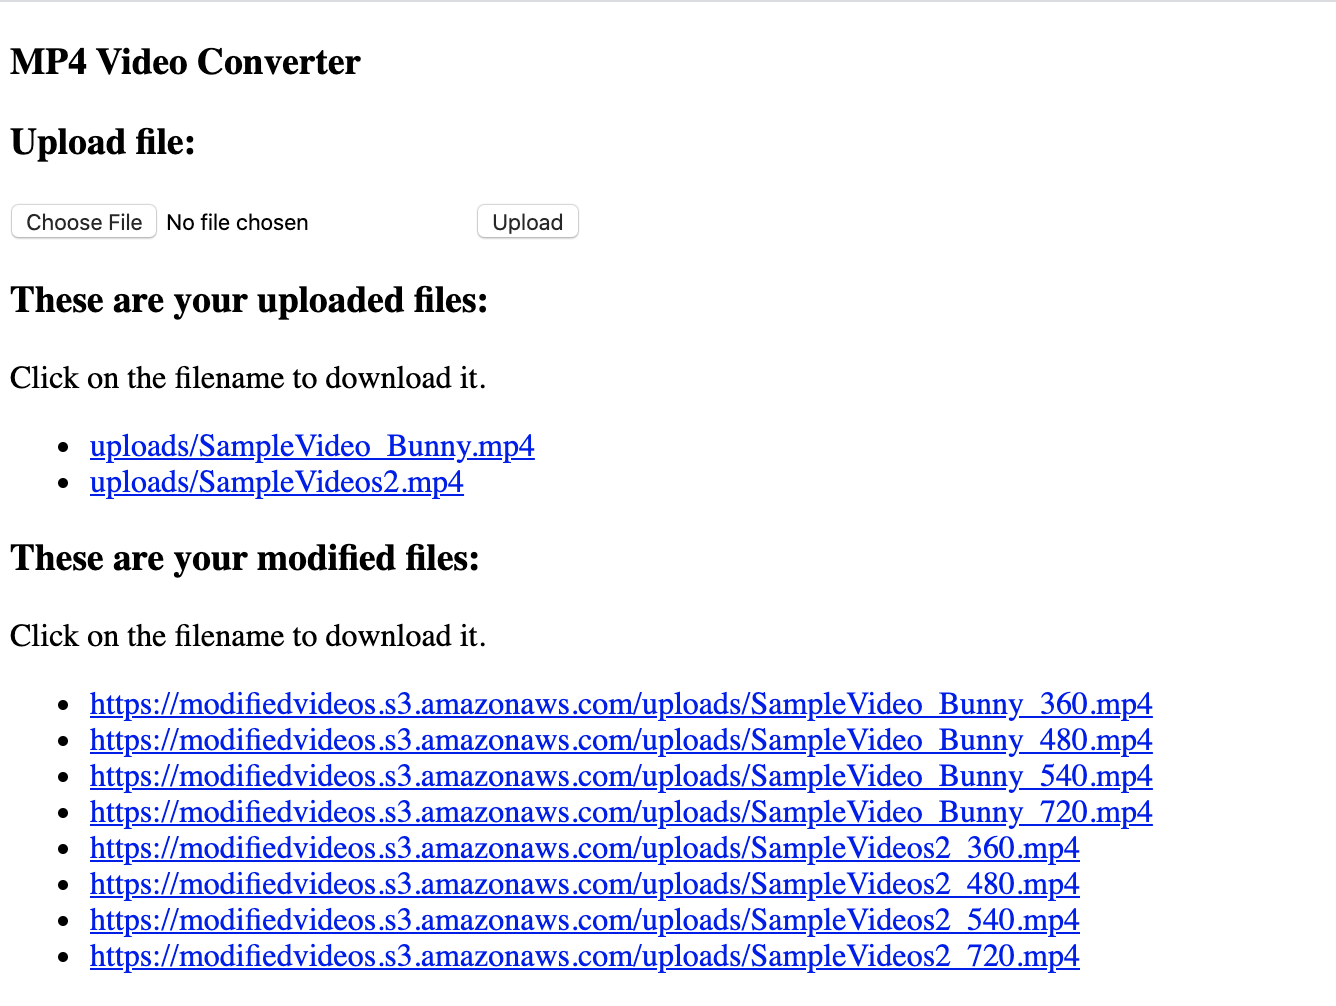 MP4 Video Converter
Upload file:
Choose File No file chosen Upload
These are your uploaded files:
Click on the filename to download it.
uploads/SampleVideo_Bunny.mp4
uploads/SampleVideos2.mp4
These are your modified files:
Click on the filename to download it.
https://modifiedvideos.s3.amazonaws.com/uploads/SampleVideo_Bunny_360.mp4
https://modifiedvideos.s3.amazonaws.com/uploads/SampleVideo_Bunny_480.mp4
https://modifiedvideos.s3.amazonaws.com/uploads/SampleVideo_Bunny_540.mp4
https://modifiedvideos.s3.amazonaws.com/uploads/SampleVideo_Bunny_720.mp4
https://modifiedvideos.s3.amazonaws.com/uploads/SampleVideos2_360.mp4
https://modifiedvideos.s3.amazonaws.com/uploads/SampleVideos2_480.mp4
https://modifiedvideos.s3.amazonaws.com/uploads/SampleVideos2_540.mp4
https://modifiedvideos.s3.amazonaws.com/uploads/SampleVideos2_720.mp4